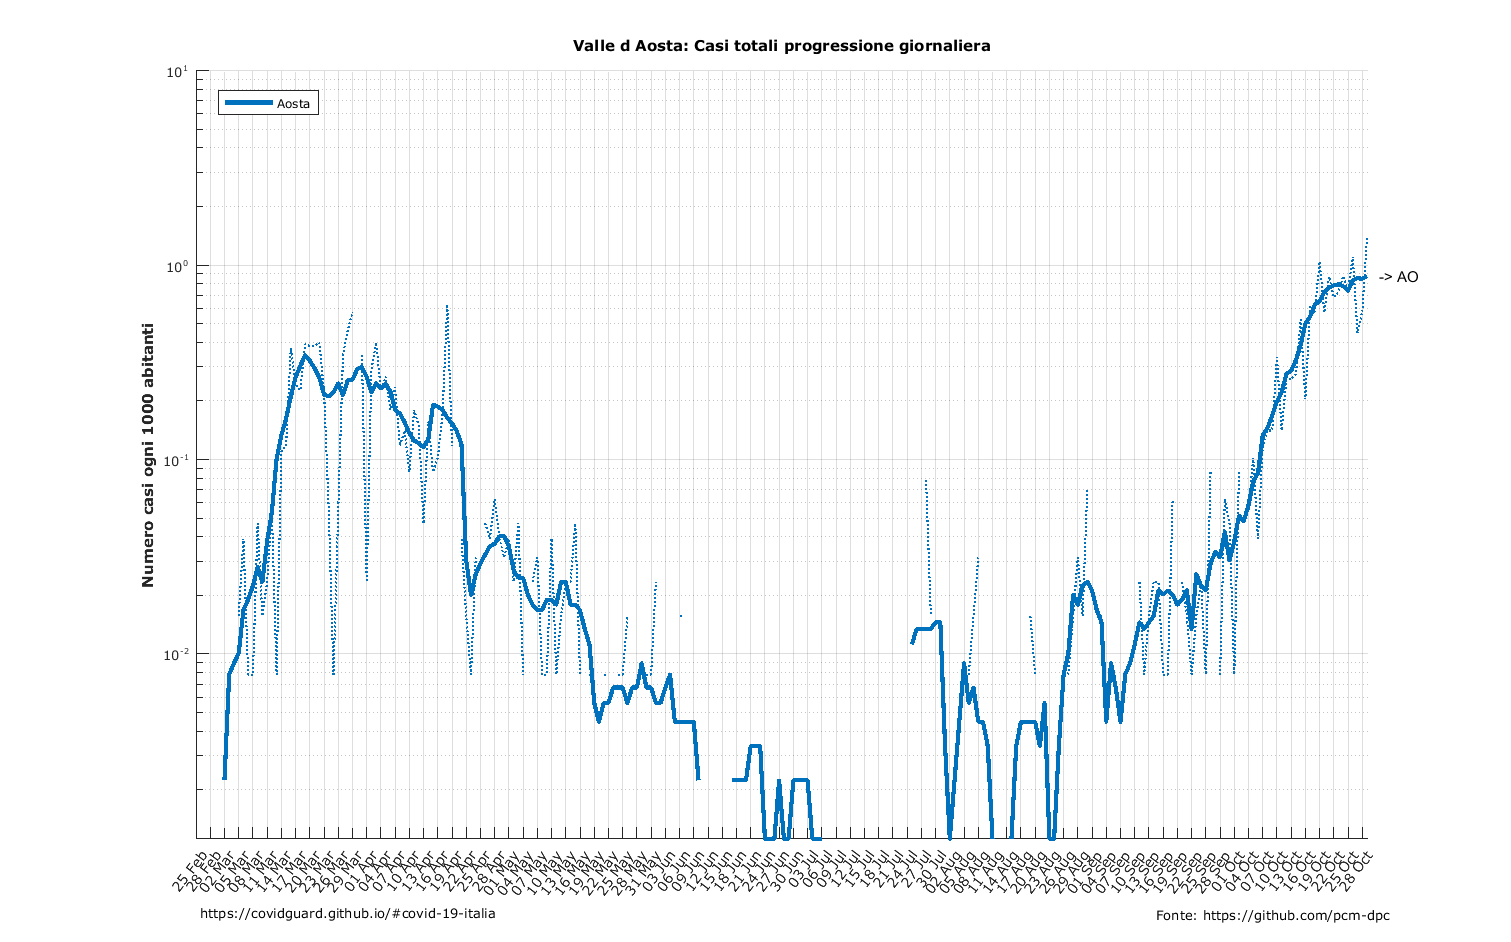 Valle d Aosta: Casi totali progressione giornaliera
Aosta
Numero casi ogni 1000 abitanti
10¹
10⁰
10⁻¹
10⁻²
-> AO
25 Feb
28 Feb
02 Mar
05 Mar
08 Mar
11 Mar
14 Mar
17 Mar
20 Mar
23 Mar
26 Mar
29 Mar
01 Apr
04 Apr
07 Apr
10 Apr
13 Apr
16 Apr
19 Apr
22 Apr
25 Apr
28 Apr
01 May
04 May
07 May
10 May
13 May
16 May
19 May
22 May
25 May
28 May
31 May
03 Jun
06 Jun
09 Jun
12 Jun
15 Jun
18 Jun
21 Jun
24 Jun
27 Jun
30 Jun
03 Jul
06 Jul
09 Jul
12 Jul
15 Jul
18 Jul
21 Jul
24 Jul
27 Jul
30 Jul
02 Aug
05 Aug
08 Aug
11 Aug
14 Aug
17 Aug
20 Aug
23 Aug
26 Aug
29 Aug
01 Sep
04 Sep
07 Sep
10 Sep
13 Sep
16 Sep
19 Sep
22 Sep
25 Sep
28 Sep
01 Oct
04 Oct
07 Oct
10 Oct
13 Oct
16 Oct
19 Oct
22 Oct
25 Oct
28 Oct
https://covidguard.github.io/#covid-19-italia
Fonte: https://github.com/pcm-dpc